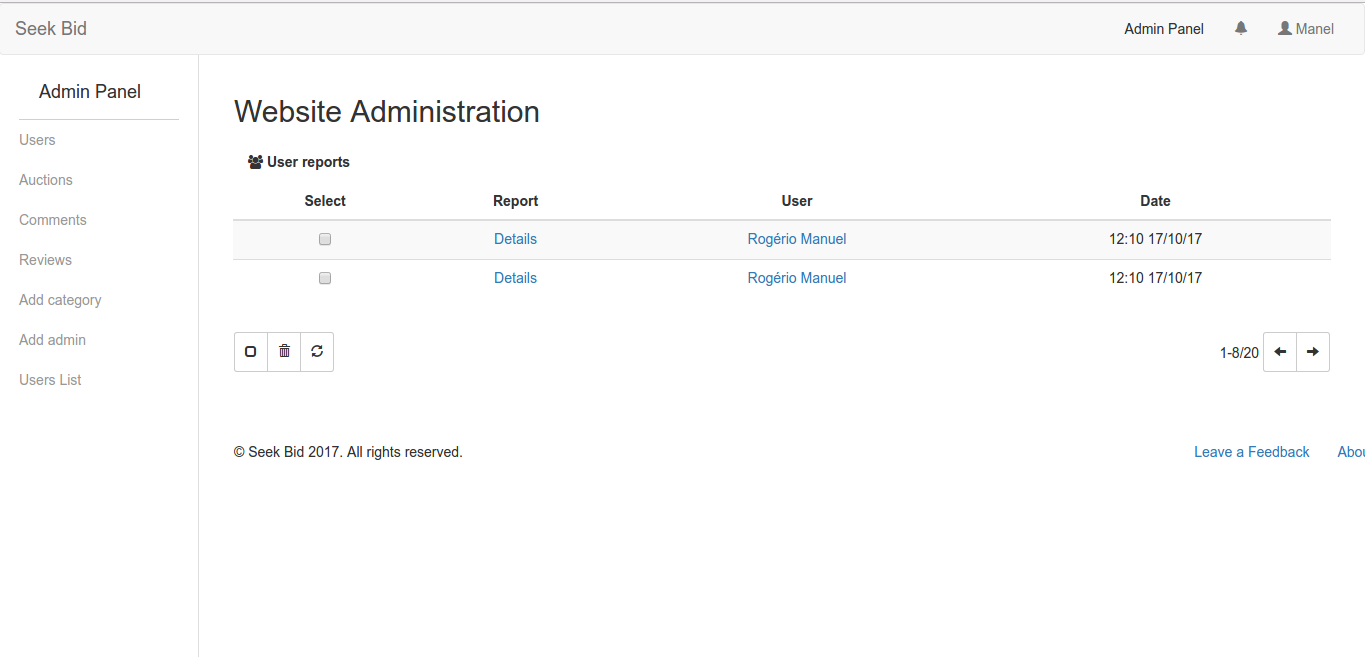 Seek Bid Admin Panel Manel
Admin Panel
Users
Auctions
Comments
Reviews
Add category
Add admin
Users List
Website Administration
User reports
Select Report User Date
Details Rogério Manuel 12:10 17/10/17
Details Rogério Manuel 12:10 17/10/17
1-8/20
© Seek Bid 2017. All rights reserved. Leave a Feedback